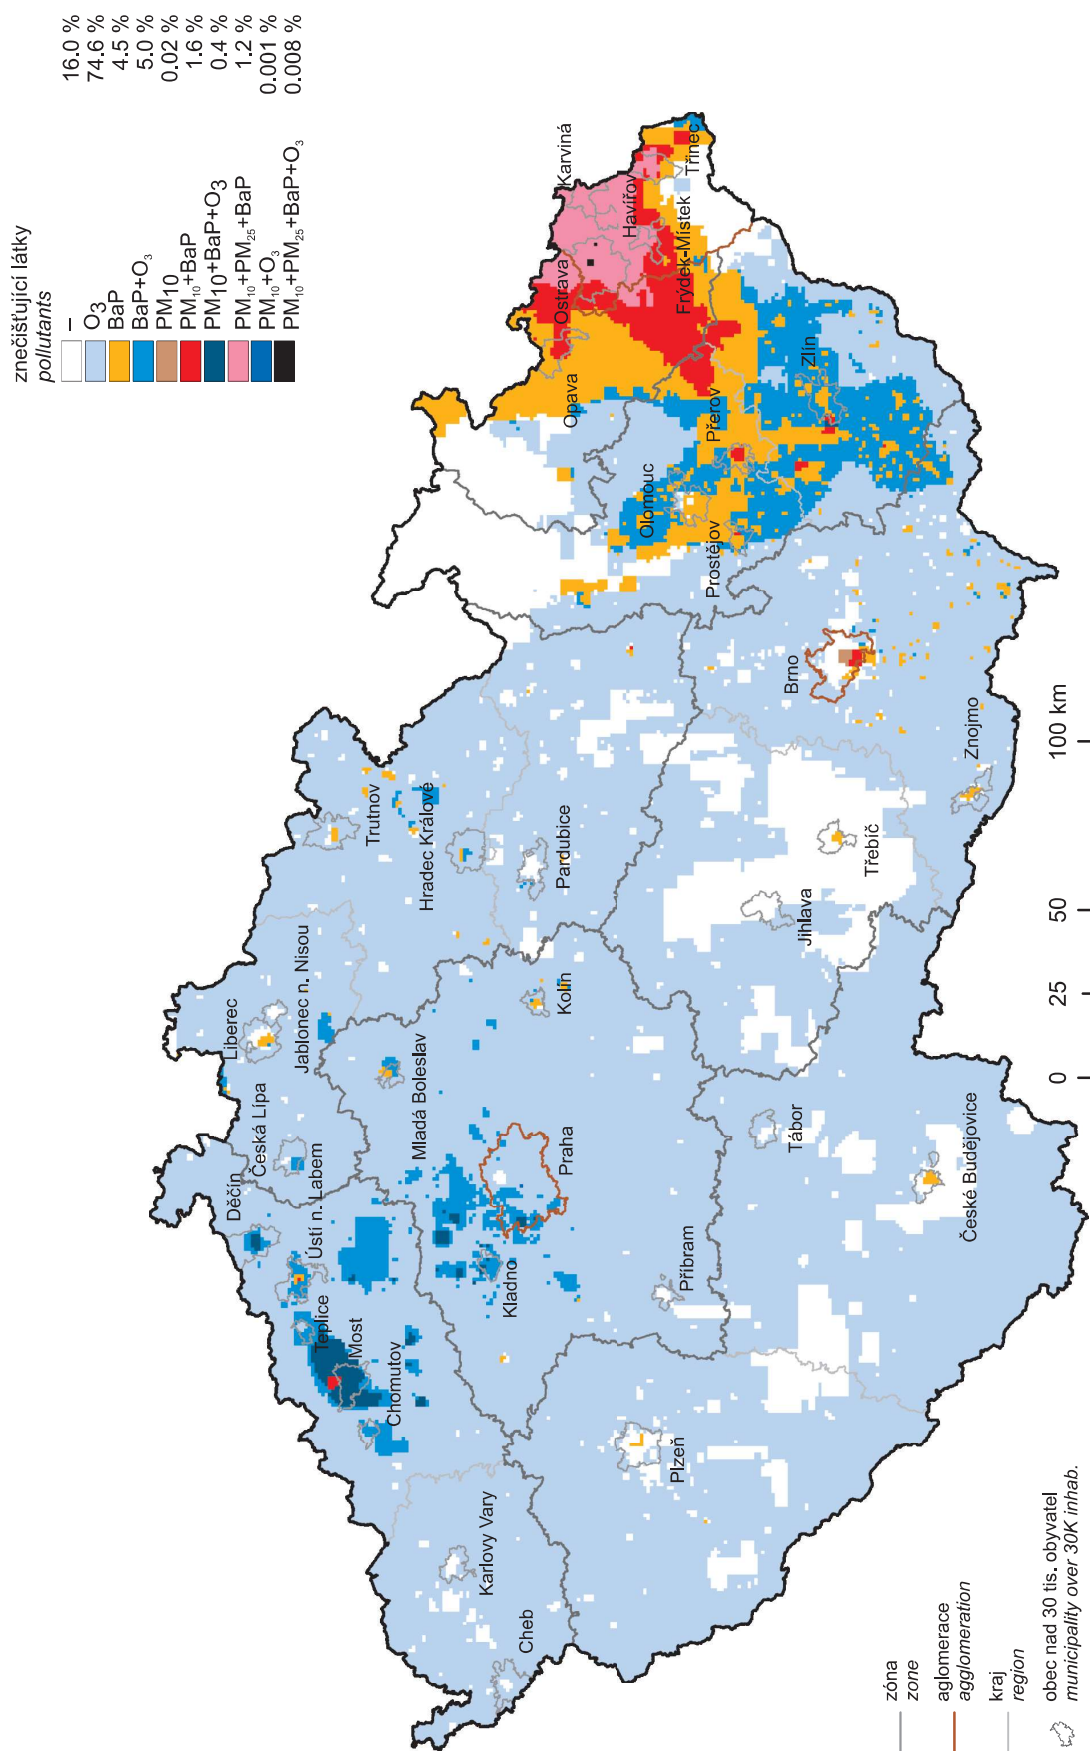 znečišťující látky
pollutants
– 16.0 %
O3 74.6 %
BaP 4.5 %
BaP+O3 5.0 %
PM10 0.02 %
PM10+BaP 1.6 %
PM10+BaP+O3 0.4 %
PM10+PM25+BaP 1.2 %
PM10+O3 0.001 %
PM10+PM25+BaP+O3 0.008 %
Děčín
Liberec
Česká Lípa
Ústí n. Labem
Jablonec n. Nisou
Teplice
Most
Trutnov
Chomutov
Mladá Boleslav
Hradec Králové
Karlovy Vary
Cheb
Kladno
Praha
Kolín
Pardubice
Opava
Ostrava
Karviná
Havířov
Olomouc
Frýdek-Místek
Třinec
Přerov
Prostějov
Plzeň
Příbram
Tábor
Jihlava
Brno
Zlín
Třebíč
České Budějovice
Znojmo
0 25 50 100 km
zóna
zone
aglomerace
agglomeration
kraj
region
obec nad 30 tis. obyvatel
municipality over 30K inhab.